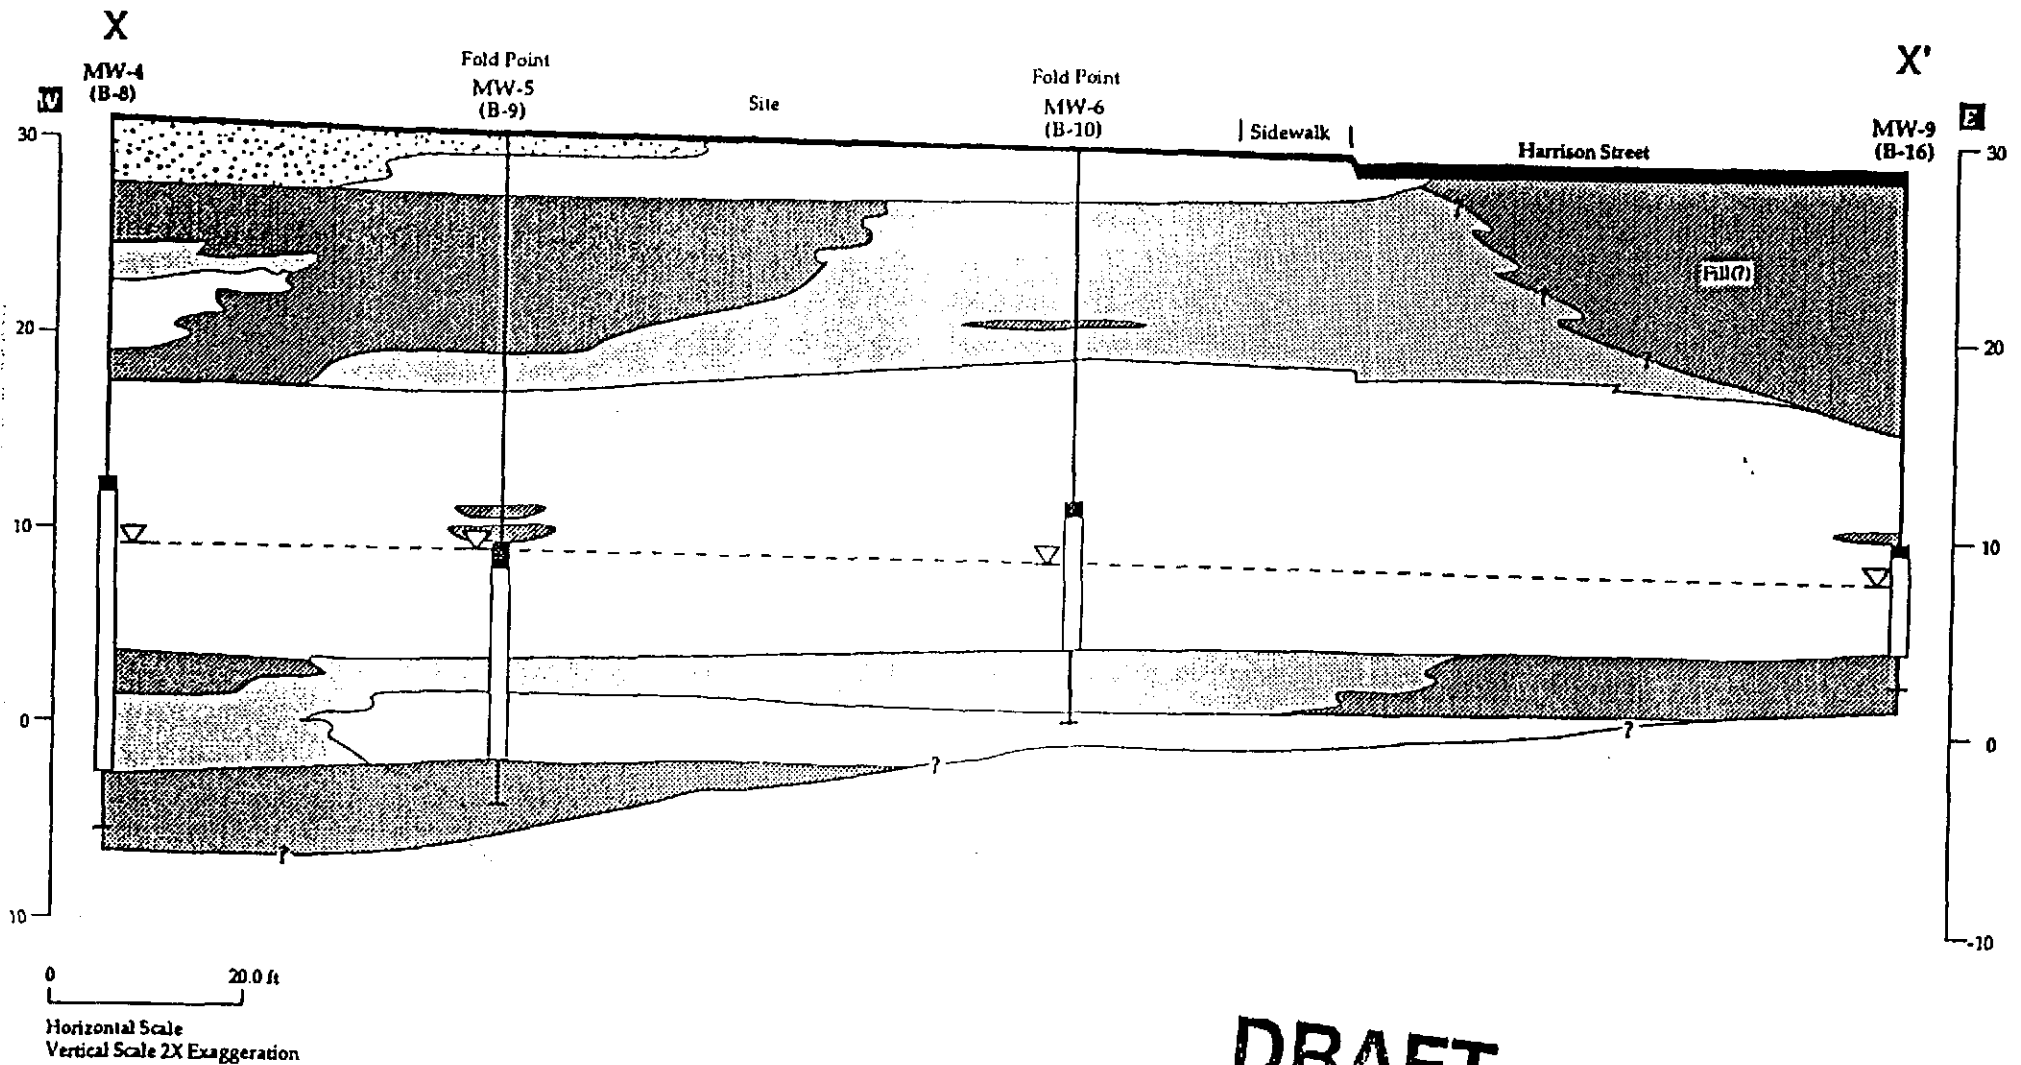 X
X'
MW-4
(B-8)
Fold Point
MW-5
(B-9)
Site
Fold Point
MW-6
(B-10)
Sidewalk
Harrison Street
MW-9
(B-16)
W
E
30
20
10
0
10
30
20
10
0
-10
Fill(?)
?
?
?
?
?
?
0 20.0 ft
Horizontal Scale
Vertical Scale 2X Exaggeration
DRAFT